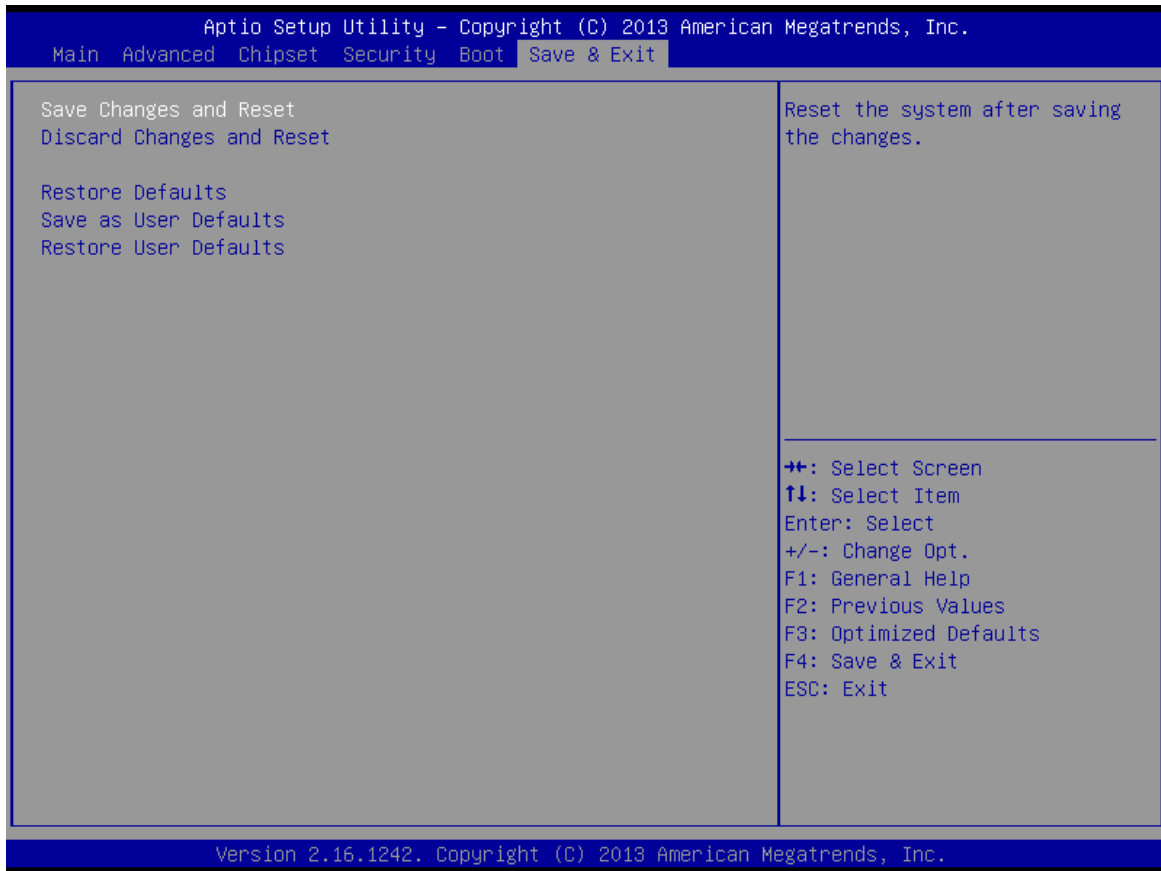 Aptio Setup Utility – Copyright (C) 2013 American Megatrends, Inc.
Main Advanced Chipset Security Boot Save & Exit
Save Changes and Reset
Discard Changes and Reset
Restore Defaults
Save as User Defaults
Restore User Defaults
Reset the system after saving
the changes.
→←: Select Screen
↑↓: Select Item
Enter: Select
+/-: Change Opt.
F1: General Help
F2: Previous Values
F3: Optimized Defaults
F4: Save & Exit
ESC: Exit
Version 2.16.1242. Copyright (C) 2013 American Megatrends, Inc.